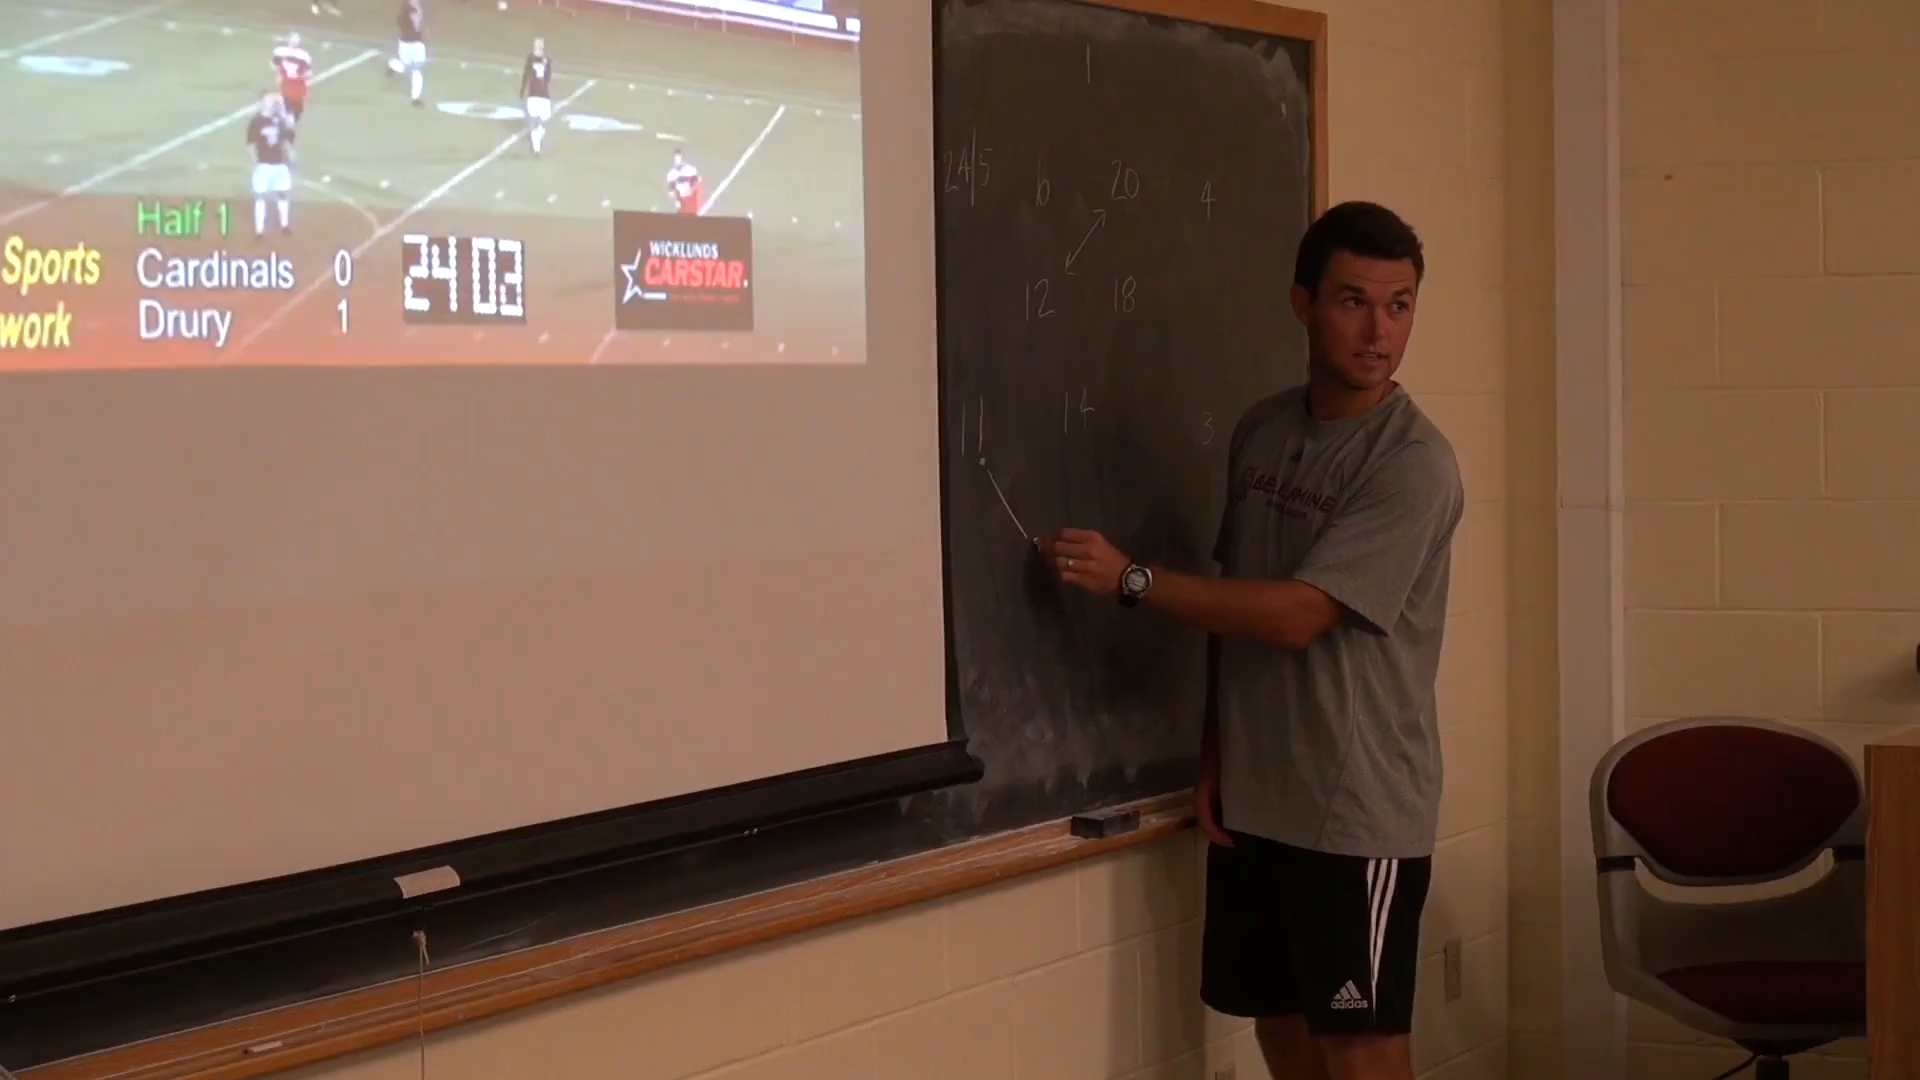 Half 1
Sports
Cardinals 0
24 03
work
Drury 1
WICKLUNDS
CARSTAR.
1
24/5 6 20 4
12 18
11 14 3
adidas